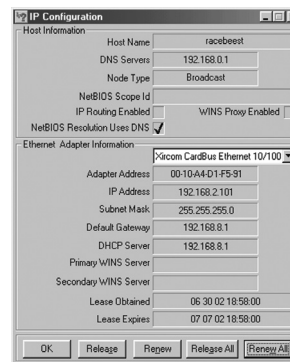 IP Configuration
Host Information
Host Name racebeest
DNS Servers 192.168.0.1
Node Type Broadcast
NetBIOS Scope Id
IP Routing Enabled WINS Proxy Enabled
NetBIOS Resolution Uses DNS
Ethernet Adapter Information
Xircom CardBus Ethernet 10/100
Adapter Address 00-10-A4-D1-F5-91
IP Address 192.168.2.101
Subnet Mask 255.255.255.0
Default Gateway 192.168.8.1
DHCP Server 192.168.8.1
Primary WINS Server
Secondary WINS Server
Lease Obtained 06 30 02 18:58:00
Lease Expires 07 07 02 18:58:00
OK Release Renew Release All Renew All